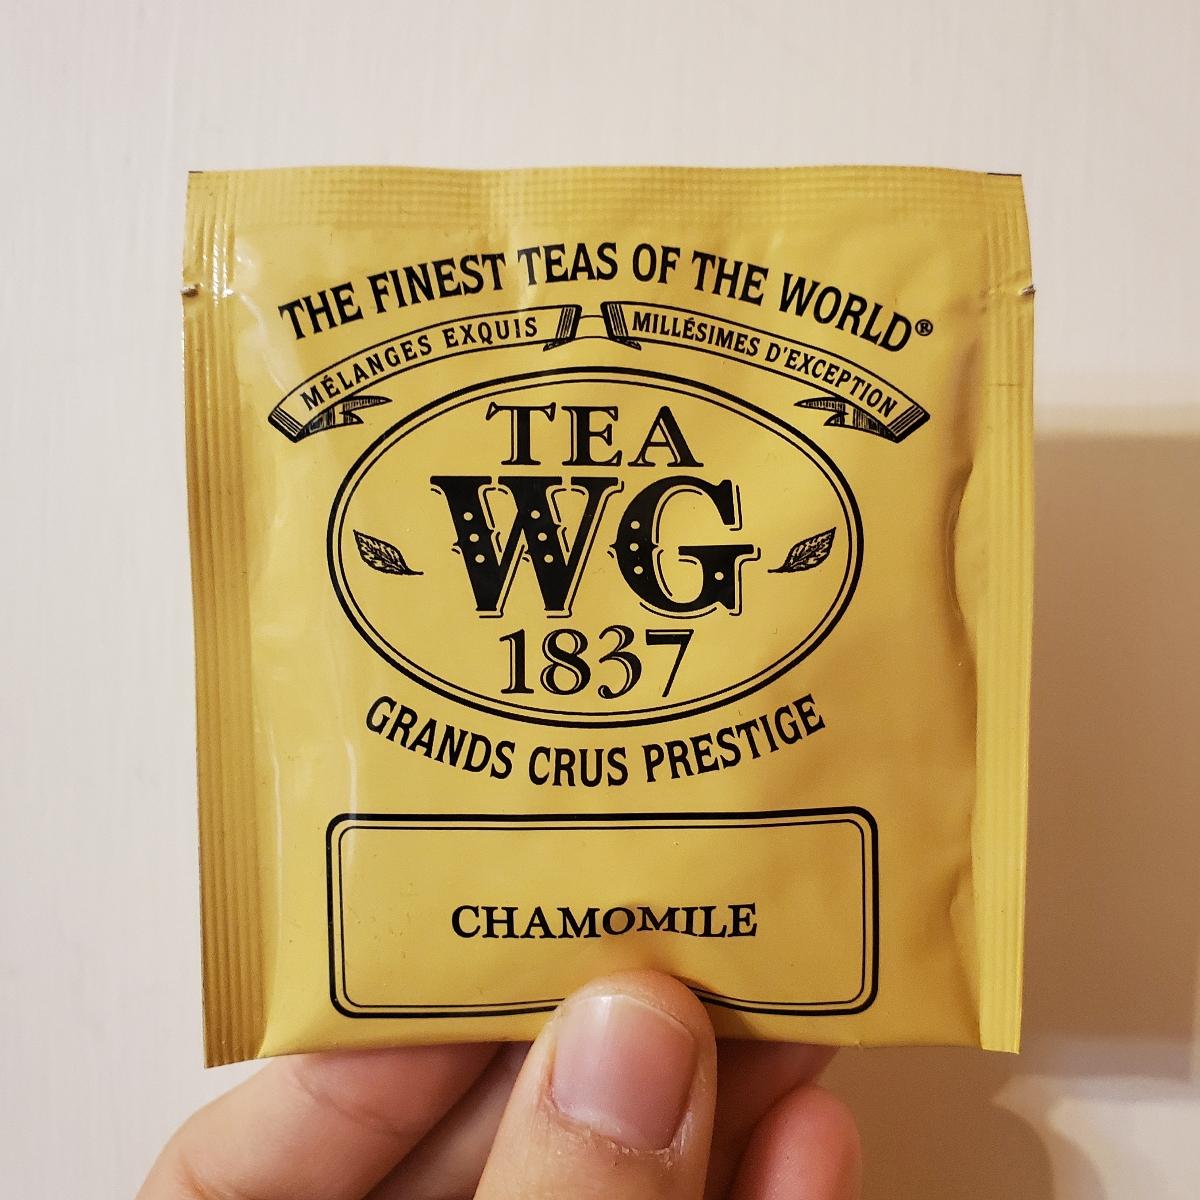 THE FINEST TEAS OF THE WORLD®
MÉLANGES EXQUIS MILLÉSIMES D'EXCEPTION
TEA
WG
1837
GRANDS CRUS PRESTIGE
CHAMOMILE